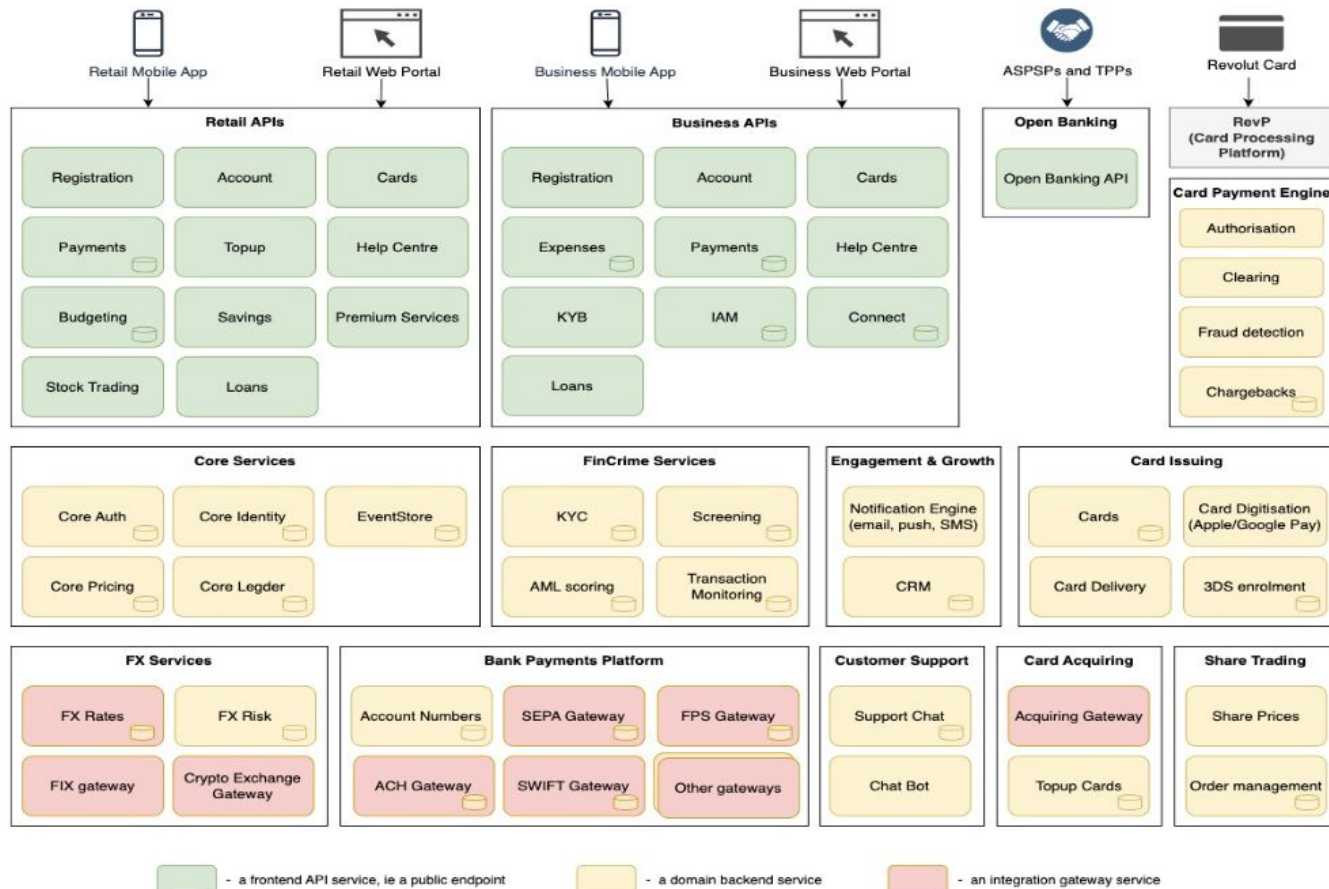 Retail Mobile App
Retail Web Portal
Business Mobile App
Business Web Portal
ASPSPs and TPPs
Revolut Card
Retail APIs
Registration
Account
Cards
Payments
Topup
Help Centre
Budgeting
Savings
Premium Services
Stock Trading
Loans
Business APIs
Registration
Account
Cards
Expenses
Payments
Help Centre
KYB
IAM
Connect
Loans
Open Banking
Open Banking API
RevP
(Card Processing
Platform)
Card Payment Engine
Authorisation
Clearing
Fraud detection
Chargebacks
Core Services
Core Auth
Core Identity
EventStore
Core Pricing
Core Legder
FinCrime Services
KYC
Screening
AML scoring
Transaction
Monitoring
Engagement & Growth
Notification Engine
(email, push, SMS)
CRM
Card Issuing
Cards
Card Digitisation
(Apple/Google Pay)
Card Delivery
3DS enrolment
FX Services
FX Rates
FX Risk
FIX gateway
Crypto Exchange
Gateway
Bank Payments Platform
Account Numbers
SEPA Gateway
FPS Gateway
ACH Gateway
SWIFT Gateway
Other gateways
Customer Support
Support Chat
Chat Bot
Card Acquiring
Acquiring Gateway
Topup Cards
Share Trading
Share Prices
Order management
- a frontend API service, ie a public endpoint
- a domain backend service
- an integration gateway service